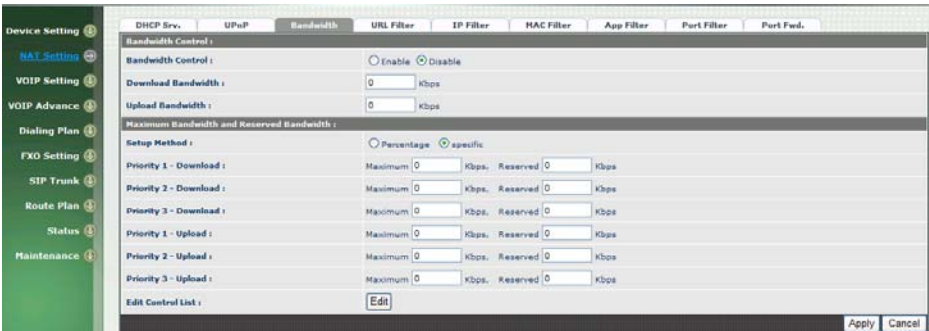 DHCP Srv. UPnP Bandwidth URL Filter IP Filter MAC Filter App Filter Port Filter Port Fwd.
Device Setting
NAT Setting
VOIP Setting
VOIP Advance
Dialing Plan
FXO Setting
SIP Trunk
Route Plan
Status
Maintenance
Bandwidth Control :
Bandwidth Control : Enable Disable
Download Bandwidth : 0 Kbps
Upload Bandwidth : 0 Kbps
Maximum Bandwidth and Reserved Bandwidth :
Setup Method : Percentage specific
Priority 1 - Download : Maximum 0 Kbps, Reserved 0 Kbps
Priority 2 - Download : Maximum 0 Kbps, Reserved 0 Kbps
Priority 3 - Download : Maximum 0 Kbps, Reserved 0 Kbps
Priority 1 - Upload : Maximum 0 Kbps, Reserved 0 Kbps
Priority 2 - Upload : Maximum 0 Kbps, Reserved 0 Kbps
Priority 3 - Upload : Maximum 0 Kbps, Reserved 0 Kbps
Edit Control List : Edit
Apply Cancel